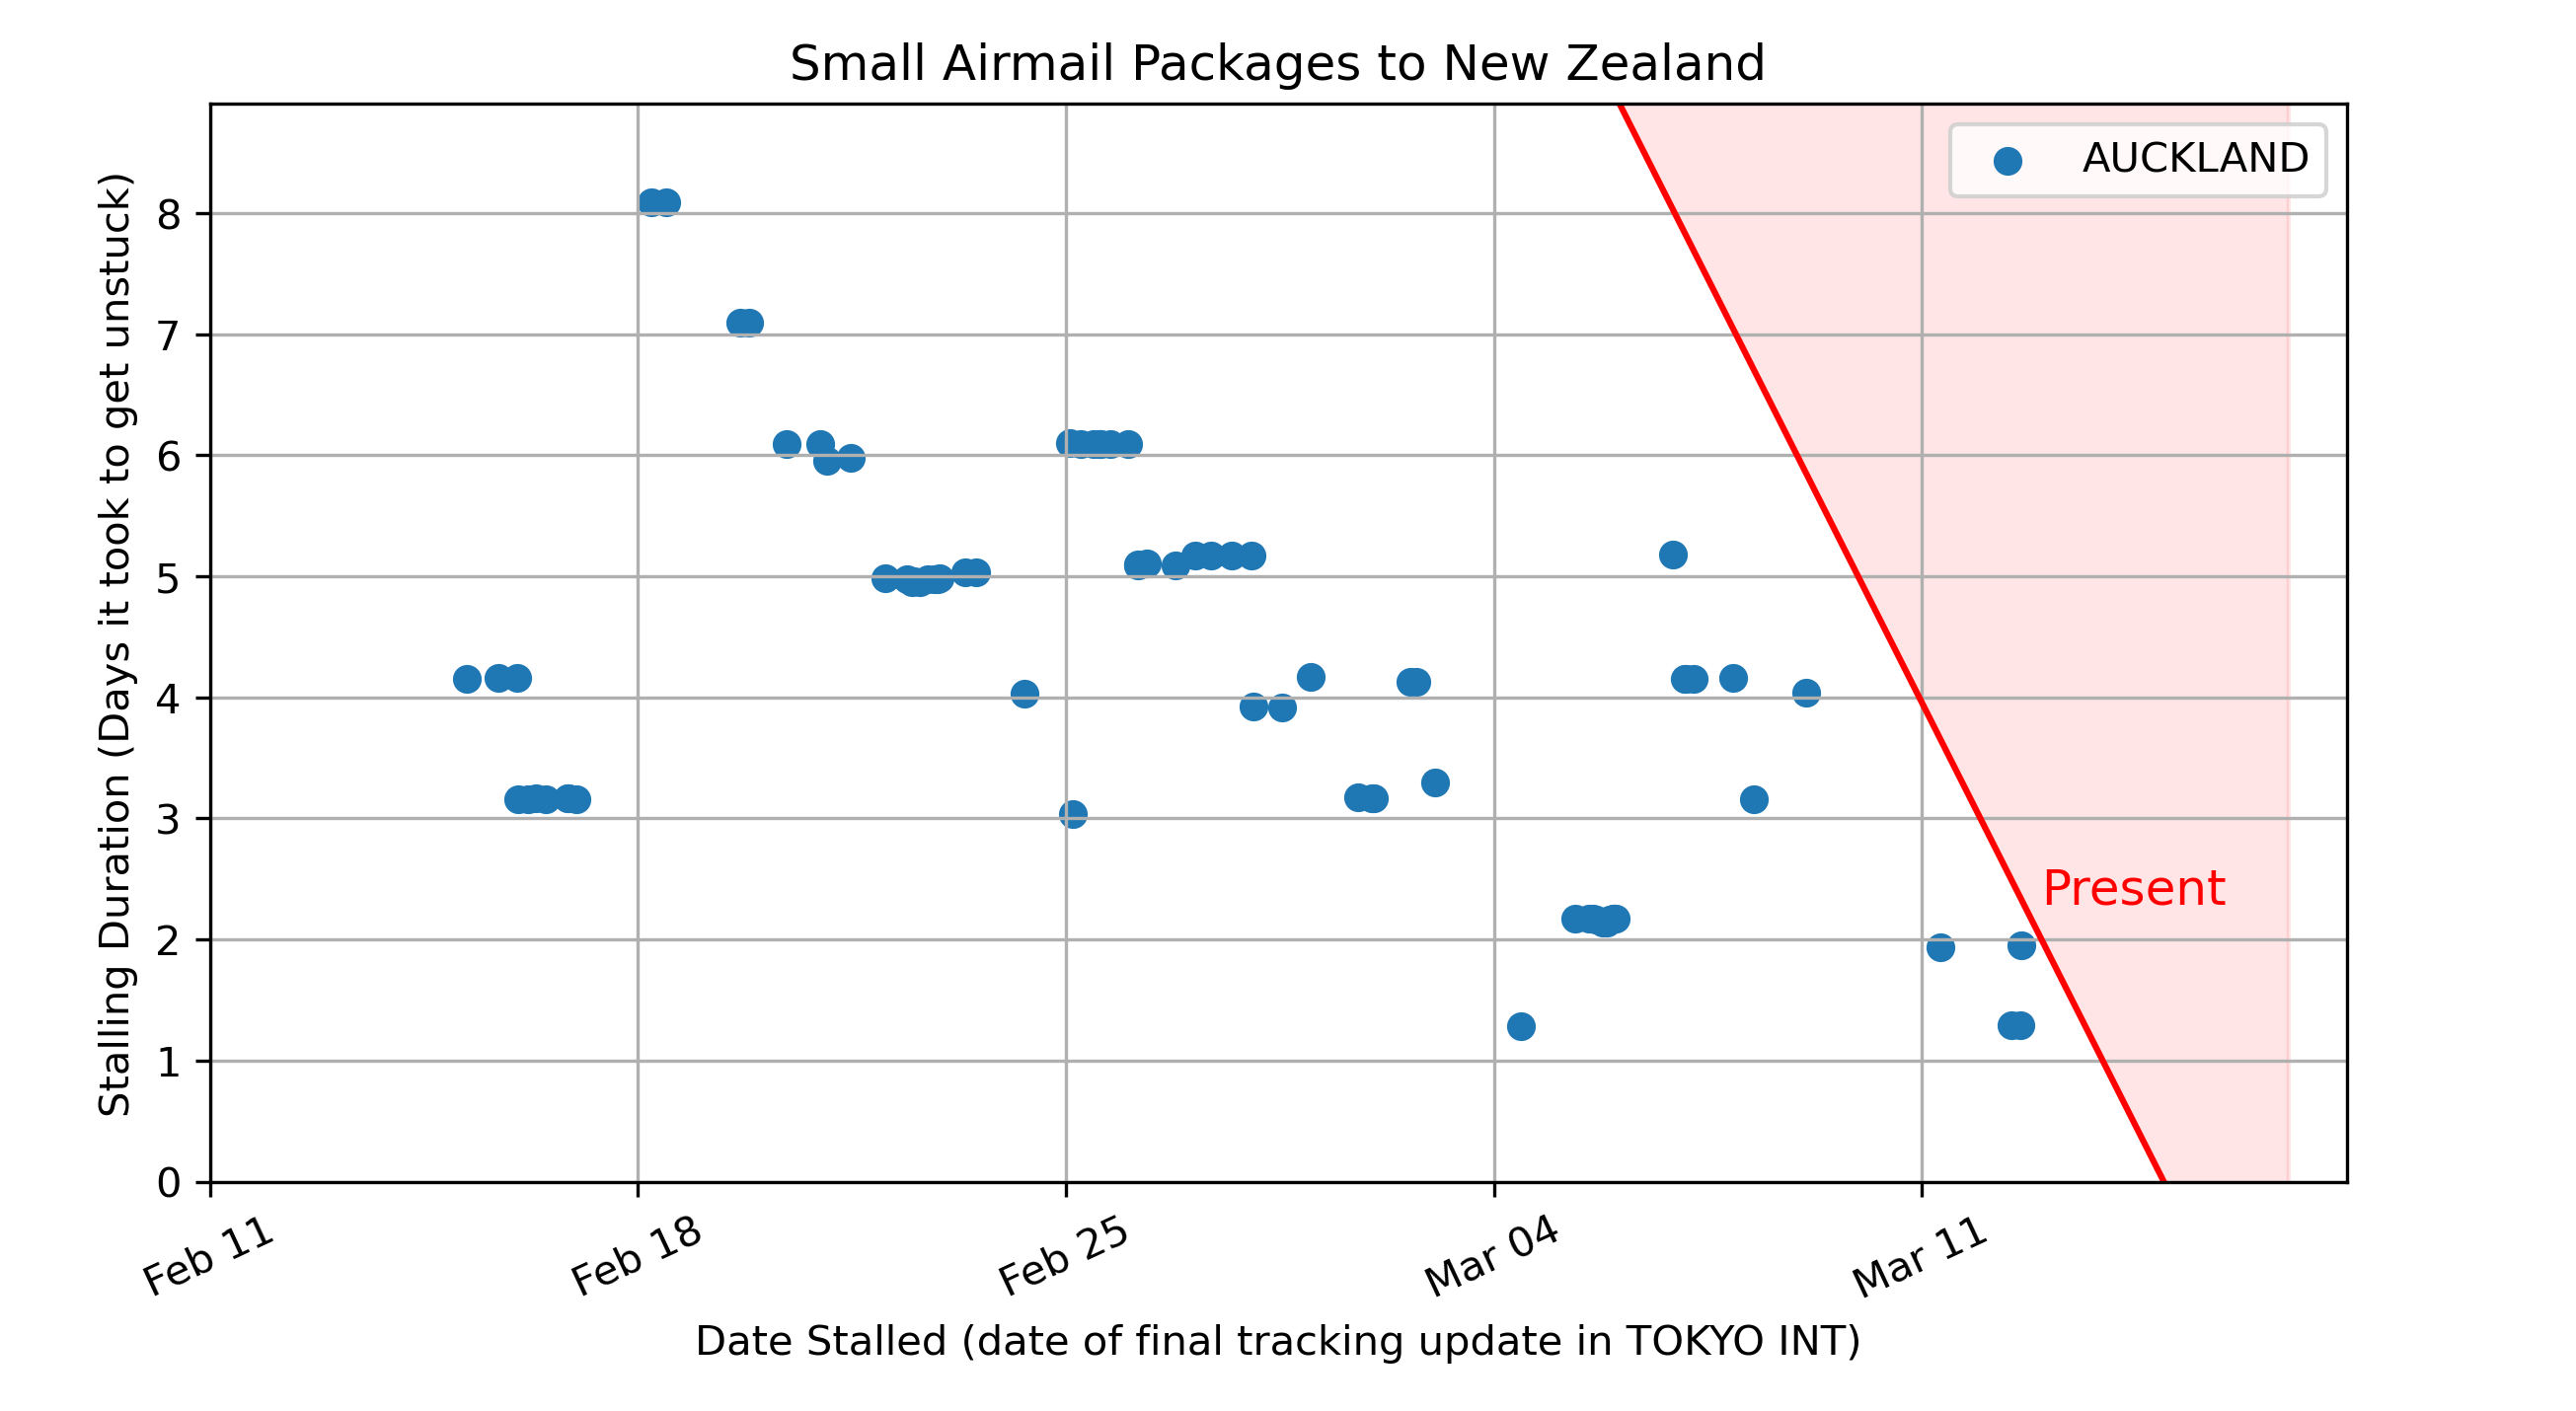 Small Airmail Packages to New Zealand
AUCKLAND
Stalling Duration (Days it took to get unstuck)
8
7
6
5
4
3
2
1
0
Present
Feb 11
Feb 18
Feb 25
Mar 04
Mar 11
Date Stalled (date of final tracking update in TOKYO INT)